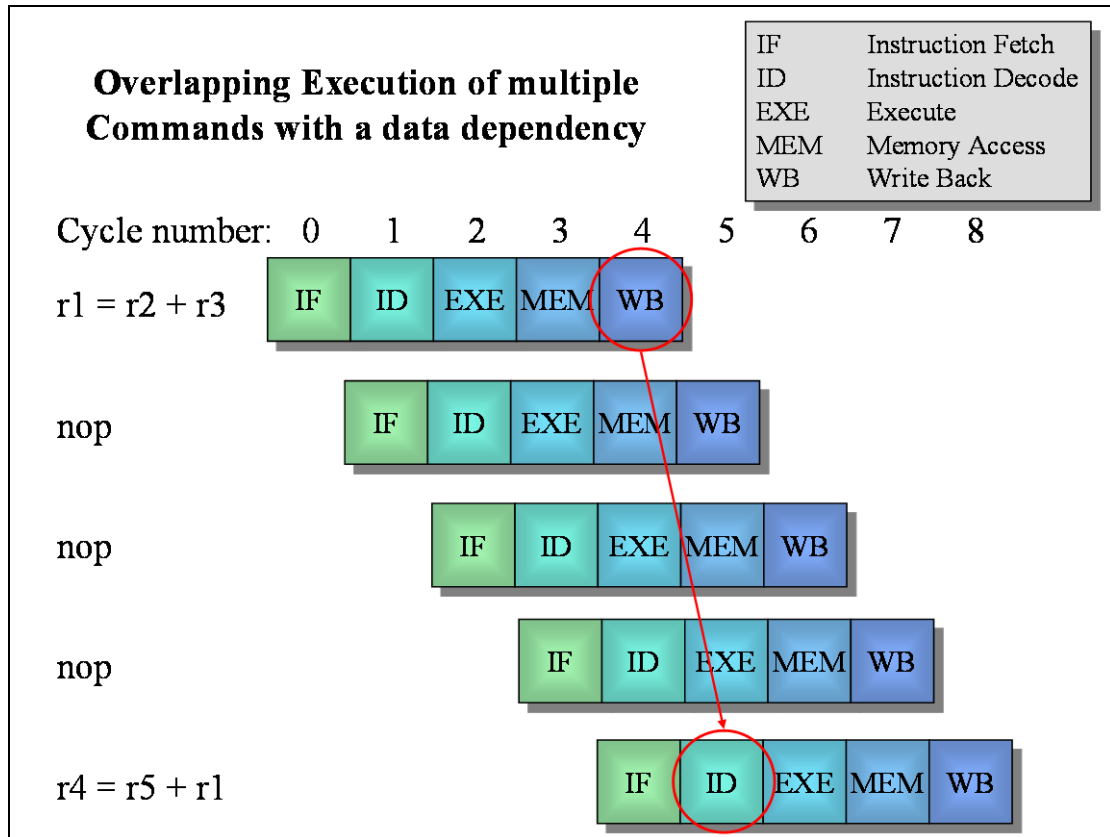 Overlapping Execution of multiple
Commands with a data dependency
IF Instruction Fetch
ID Instruction Decode
EXE Execute
MEM Memory Access
WB Write Back
Cycle number: 0 1 2 3 4 5 6 7 8
r1 = r2 + r3 IF ID EXE MEM WB
nop IF ID EXE MEM WB
nop IF ID EXE MEM WB
nop IF ID EXE MEM WB
r4 = r5 + r1 IF ID EXE MEM WB